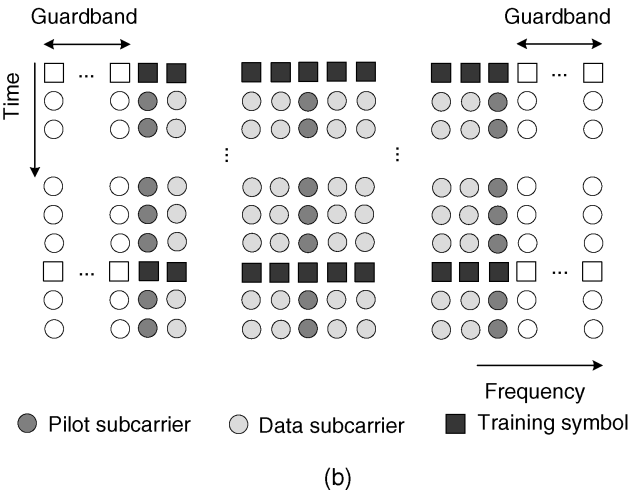 Guardband
Guardband
Time
...
...
...
...
...
...
Frequency
Pilot subcarrier
Data subcarrier
Training symbol
(b)